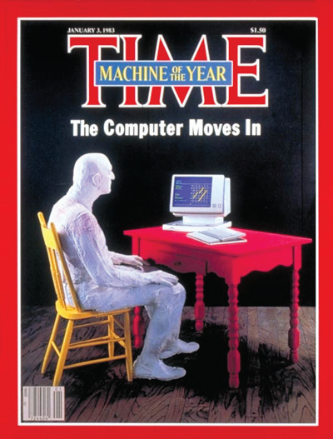 JANUARY 3, 1983 $1.50
TIME
MACHINE OF THE YEAR
The Computer Moves In